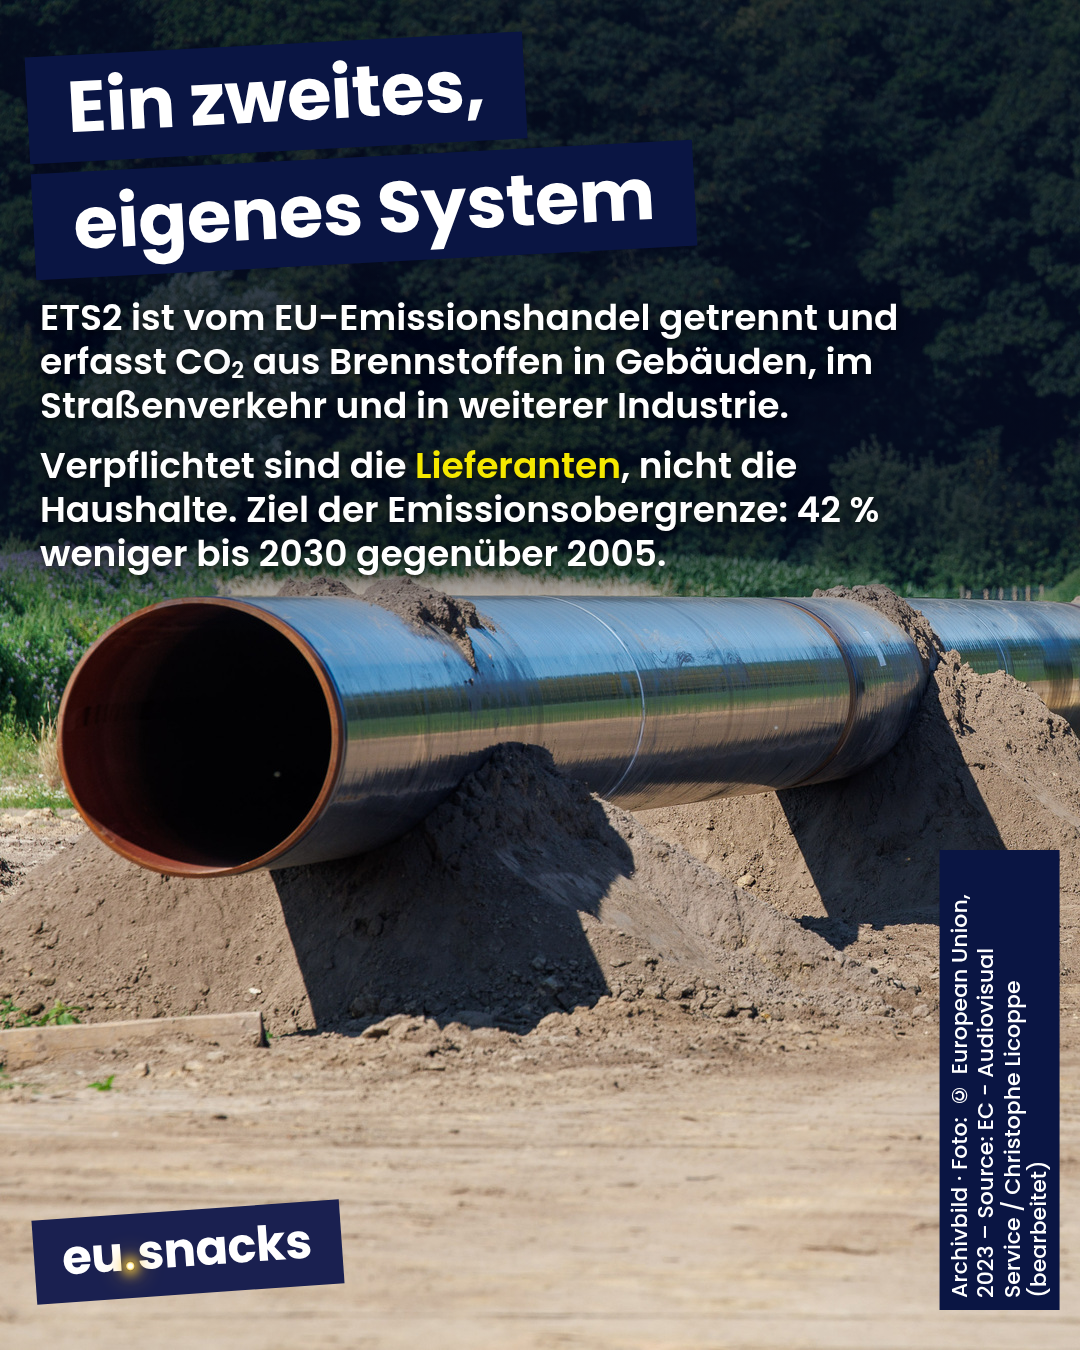 Ein zweites,
eigenes System
ETS2 ist vom EU-Emissionshandel getrennt und
erfasst CO₂ aus Brennstoffen in Gebäuden, im
Straßenverkehr und in weiterer Industrie.
Verpflichtet sind die Lieferanten, nicht die
Haushalte. Ziel der Emissionsobergrenze: 42 %
weniger bis 2030 gegenüber 2005.
Archivbild · Foto: © European Union,
2023 – Source: EC - Audiovisual
Service / Christophe Licoppe
(bearbeitet)
eu.snacks